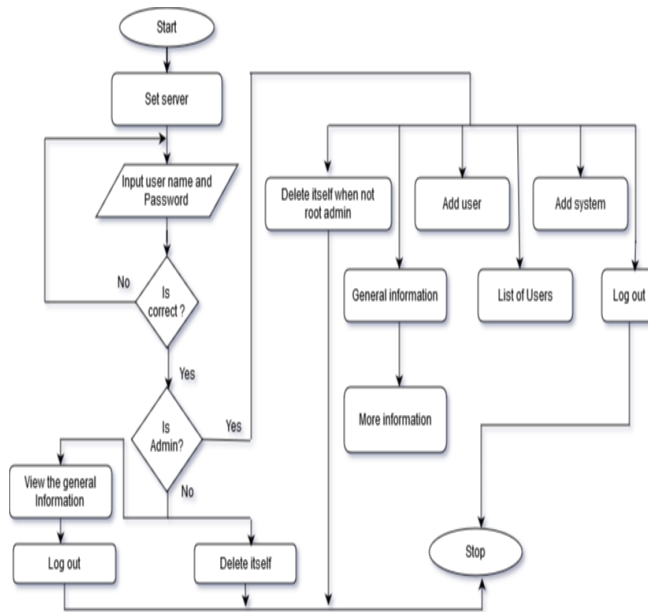 Start
Set server
Input user name and
Password
No
Is
correct ?
Yes
Is
Admin?
Yes
No
View the general
Information
Log out
Delete itself
Delete itself when not
root admin
Add user
Add system
General information
List of Users
Log out
More information
Stop